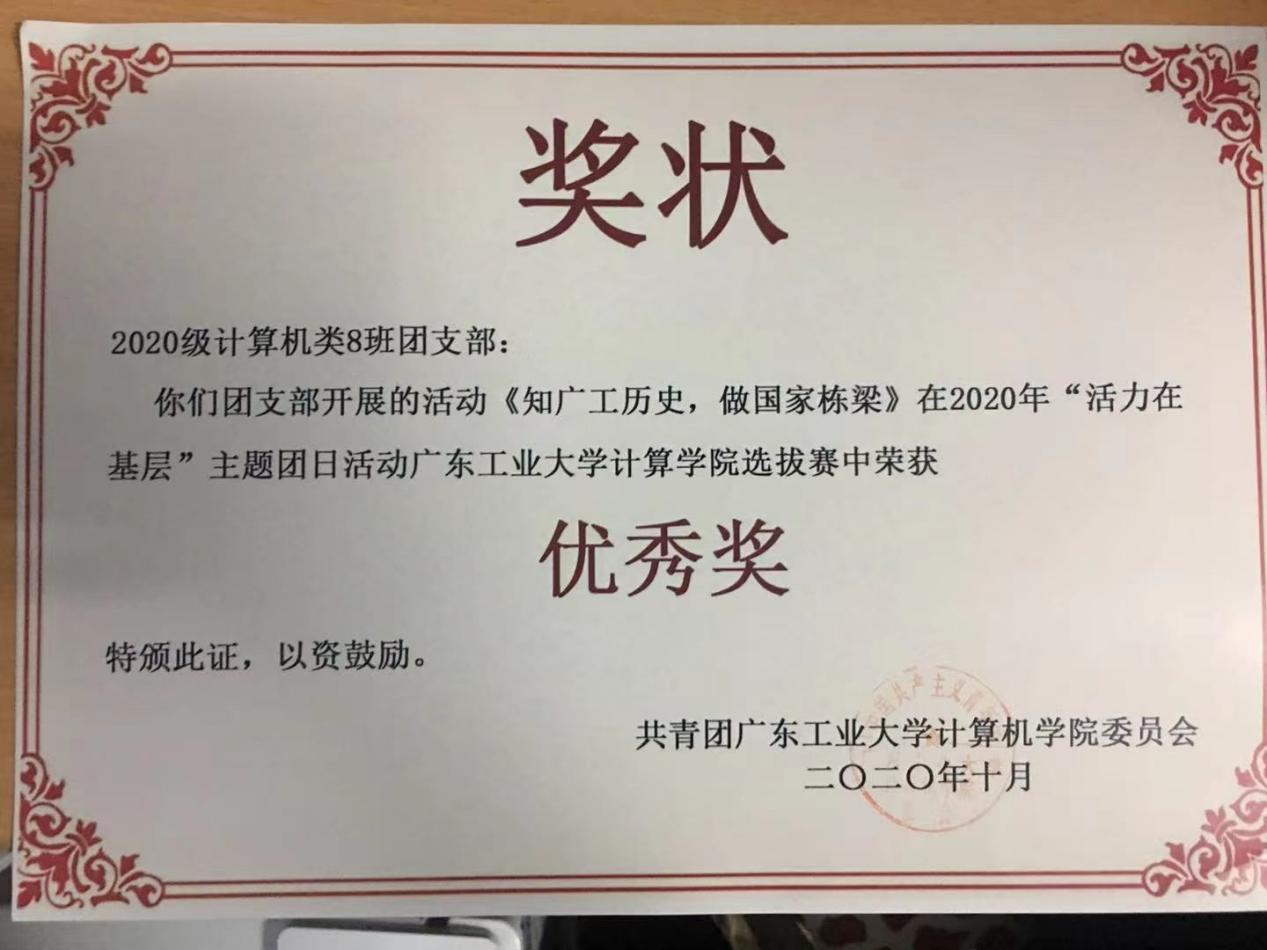 奖状
2020级计算机类8班团支部：
你们团支部开展的活动《知广工历史，做国家栋梁》在2020年“活力在
基层”主题团日活动广东工业大学计算学院选拔赛中荣获
优秀奖
特颁此证，以资鼓励。
共产主义青
共青团广东工业大学计算机学院委员会
二〇二〇年十月